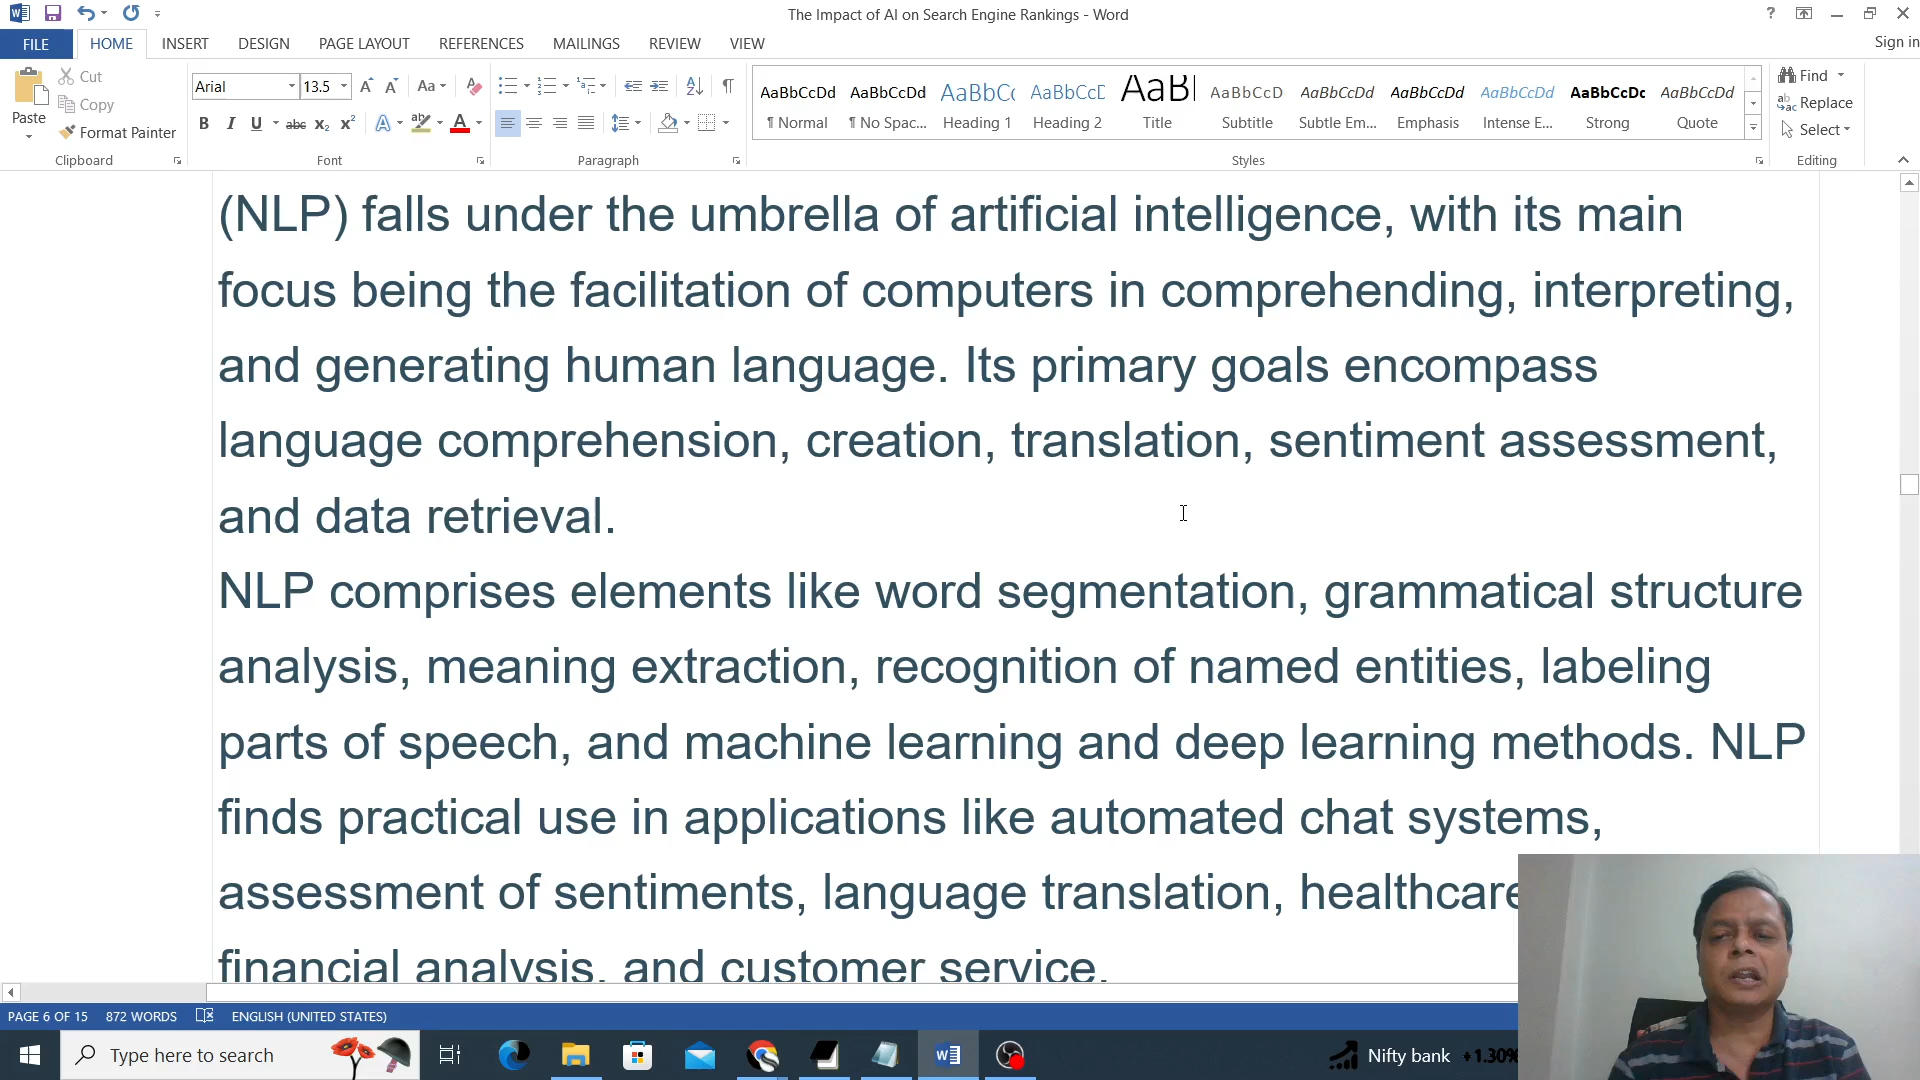 The Impact of AI on Search Engine Rankings - Word
?
Sign in
FILE HOME INSERT DESIGN PAGE LAYOUT REFERENCES MAILINGS REVIEW VIEW
Paste
Cut
Copy
Format Painter
Clipboard
Arial 13.5
Aa
B I U abc x₂ x² A A
Font
Paragraph
AaBbCcDd AaBbCcDd AaBbCc AaBbCcD AaBl AaBbCcD AaBbCcDd AaBbCcDd AaBbCcDd AaBbCcDc AaBbCcDd
¶ Normal ¶ No Spac... Heading 1 Heading 2 Title Subtitle Subtle Em... Emphasis Intense E... Strong Quote
Styles
Find
Replace
Select
Editing
(NLP) falls under the umbrella of artificial intelligence, with its main
focus being the facilitation of computers in comprehending, interpreting,
and generating human language. Its primary goals encompass
language comprehension, creation, translation, sentiment assessment,
and data retrieval.
NLP comprises elements like word segmentation, grammatical structure
analysis, meaning extraction, recognition of named entities, labeling
parts of speech, and machine learning and deep learning methods. NLP
finds practical use in applications like automated chat systems,
assessment of sentiments, language translation, healthcare
financial analysis, and customer service.
PAGE 6 OF 15 872 WORDS ENGLISH (UNITED STATES)
Type here to search
Nifty bank +1.30%